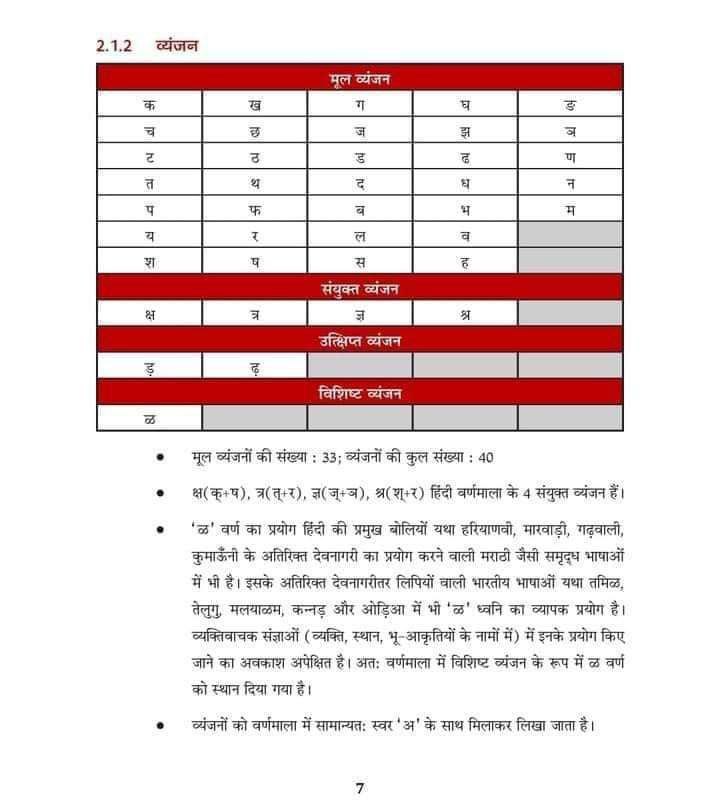 2.1.2 व्यंजन
मूल व्यंजन
क ख ग घ ङ
च छ ज झ ञ
ट ठ ड ढ ण
त थ द ध न
प फ ब भ म
य र ल व
श ष स ह
संयुक्त व्यंजन
क्ष त्र ज्ञ श्र
उत्क्षिप्त व्यंजन
ड़ ढ़
विशिष्ट व्यंजन
ळ
• मूल व्यंजनों की संख्या : 33; व्यंजनों की कुल संख्या : 40
• क्ष(क्+ष), त्र(त्+र), ज्ञ(ज्+ञ), श्र(श्+र) हिंदी वर्णमाला के 4 संयुक्त व्यंजन हैं।
• ‘ळ’ वर्ण का प्रयोग हिंदी की प्रमुख बोलियों यथा हरियाणवी, मारवाड़ी, गढ़वाली,
कुमाऊँनी के अतिरिक्त देवनागरी का प्रयोग करने वाली मराठी जैसी समृद्ध भाषाओं
में भी है। इसके अतिरिक्त देवनागरीतर लिपियों वाली भारतीय भाषाओं यथा तमिळ,
तेलुगु, मलयाळम, कन्नड़ और ओड़िआ में भी ‘ळ’ ध्वनि का व्यापक प्रयोग है।
व्यक्तिवाचक संज्ञाओं (व्यक्ति, स्थान, भू-आकृतियों के नामों में) में इनके प्रयोग किए
जाने का अवकाश अपेक्षित है। अत: वर्णमाला में विशिष्ट व्यंजन के रूप में ळ वर्ण
को स्थान दिया गया है।
• व्यंजनों को वर्णमाला में सामान्यत: स्वर ‘अ’ के साथ मिलाकर लिखा जाता है।
7